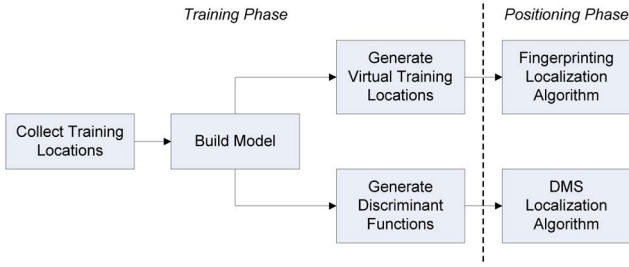 Training Phase
Positioning Phase
Generate
Virtual Training
Locations
Fingerprinting
Localization
Algorithm
Collect Training
Locations
Build Model
Generate
Discriminant
Functions
DMS
Localization
Algorithm